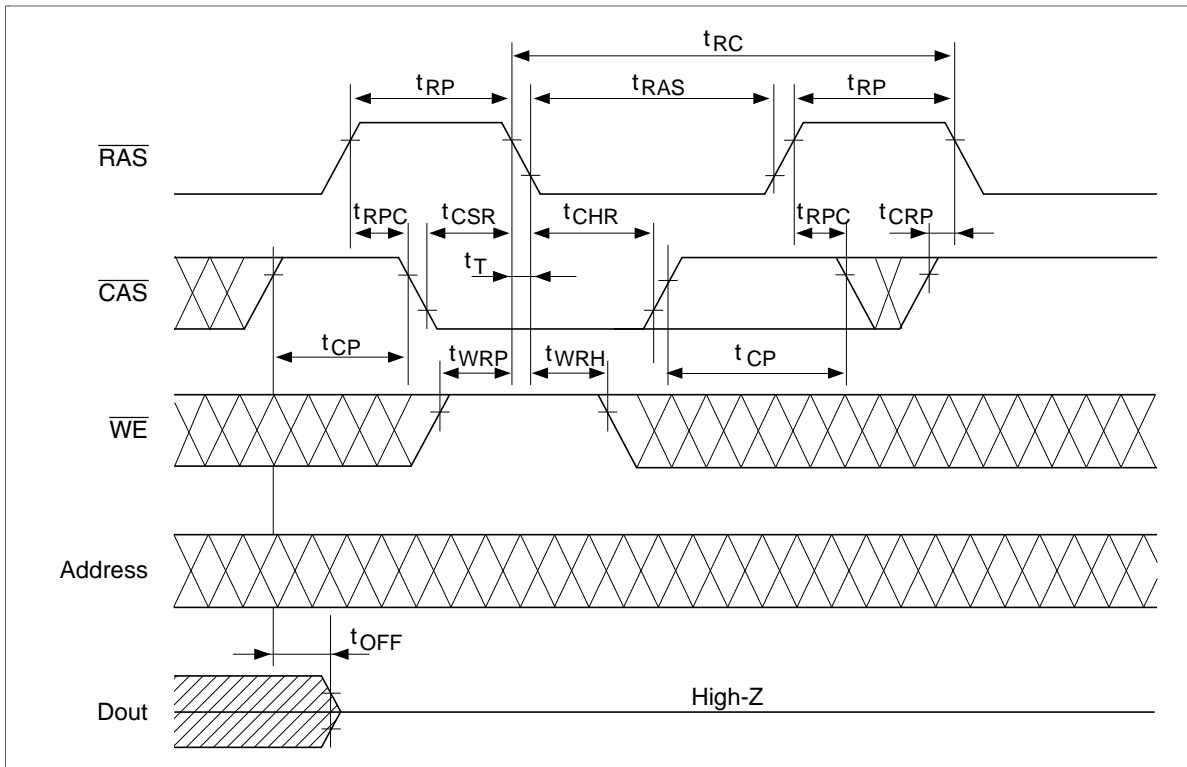 tRC
tRP tRAS tRP
RAS
tRPC tCSR tCHR tRPC tCRP
tT
CAS
tCP tWRP tWRH tCP
WE
Address
tOFF
High-Z
Dout